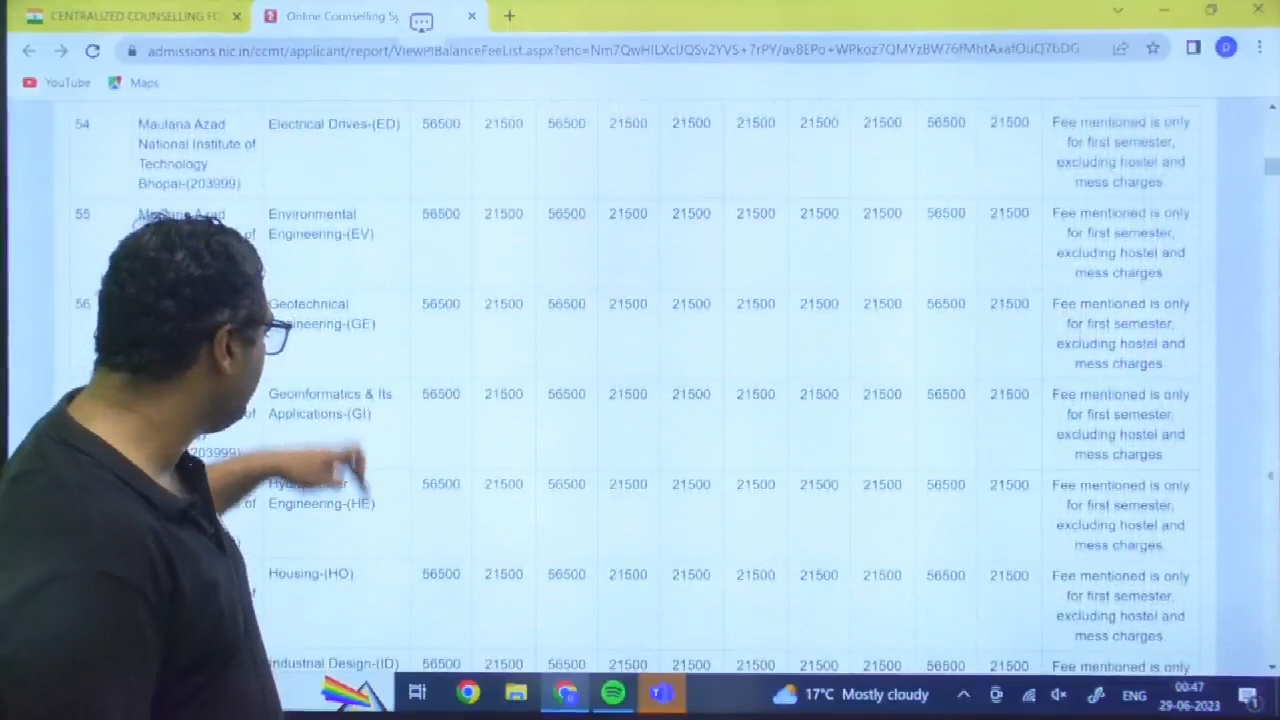 CENTRALIZED COUNSELLING FO
Online Counselling Sy
admissions.nic.in/ccmt/applicant/report/
YouTube
Maps
54 Maulana Azad National Institute of Technology Bhopal-(203999) Electrical Drives-(ED) 56500 21500 56500 21500 21500 21500 21500 21500 56500 21500 Fee mentioned is only for first semester, excluding hostel and mess charges
55 Azad of Environmental Engineering-(EV) 56500 21500 56500 21500 21500 21500 21500 21500 56500 21500 Fee mentioned is only for first semester, excluding hostel and mess charges
56 Geotechnical gineering-(GE) 56500 21500 56500 21500 21500 21500 21500 21500 56500 21500 Fee mentioned is only for first semester, excluding hostel and mess charges
of 203999) Geoinformatics & Its Applications-(GI) 56500 21500 56500 21500 21500 21500 21500 21500 56500 21500 Fee mentioned is only for first semester, excluding hostel and mess charges
of Engineering-(HE) 56500 21500 56500 21500 21500 21500 21500 21500 56500 21500 Fee mentioned is only for first semester, excluding hostel and mess charges
Housing-(HO) 56500 21500 56500 21500 21500 21500 21500 21500 56500 21500 Fee mentioned is only for first semester, excluding hostel and mess charges
Industrial Design-(ID) 56500 21500 56500 21500 21500 21500 21500 21500 56500 21500 Fee mentioned is only
17°C Mostly cloudy
ENG
00:47
29-06-2023